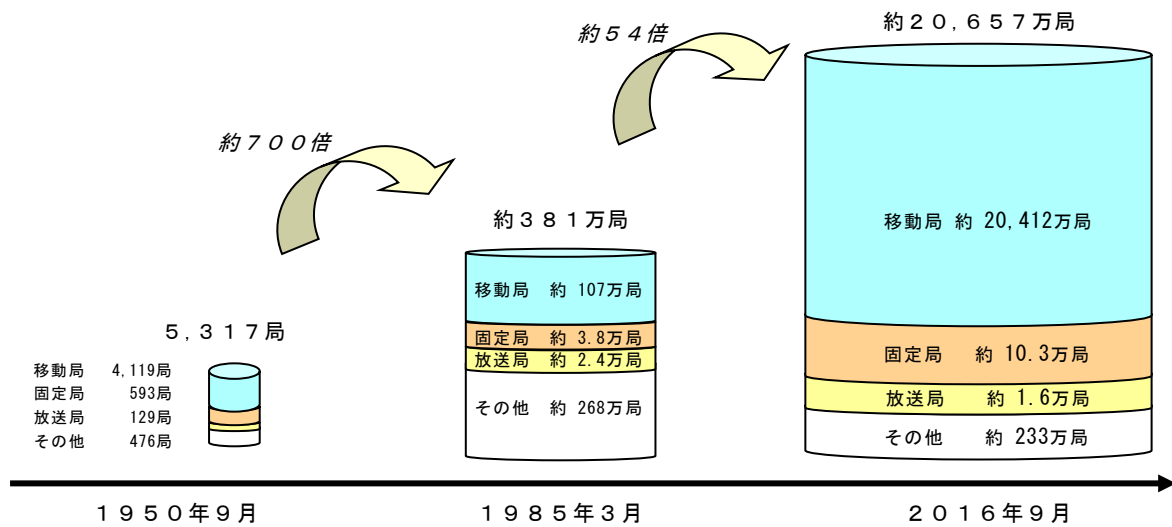 約２０,６５７万局
約５４倍
約７００倍
約３８１万局
移動局 約 20,412万局
移動局 約 107万局
５,３１７局
固定局 約 3.8万局
固定局 約 10.3万局
放送局 約 2.4万局
移動局 4,119局
固定局 593局
放送局 129局
その他 476局
放送局 約 1.6万局
その他 約 268万局
その他 約 233万局
１９５０年９月
１９８５年３月
２０１６年９月